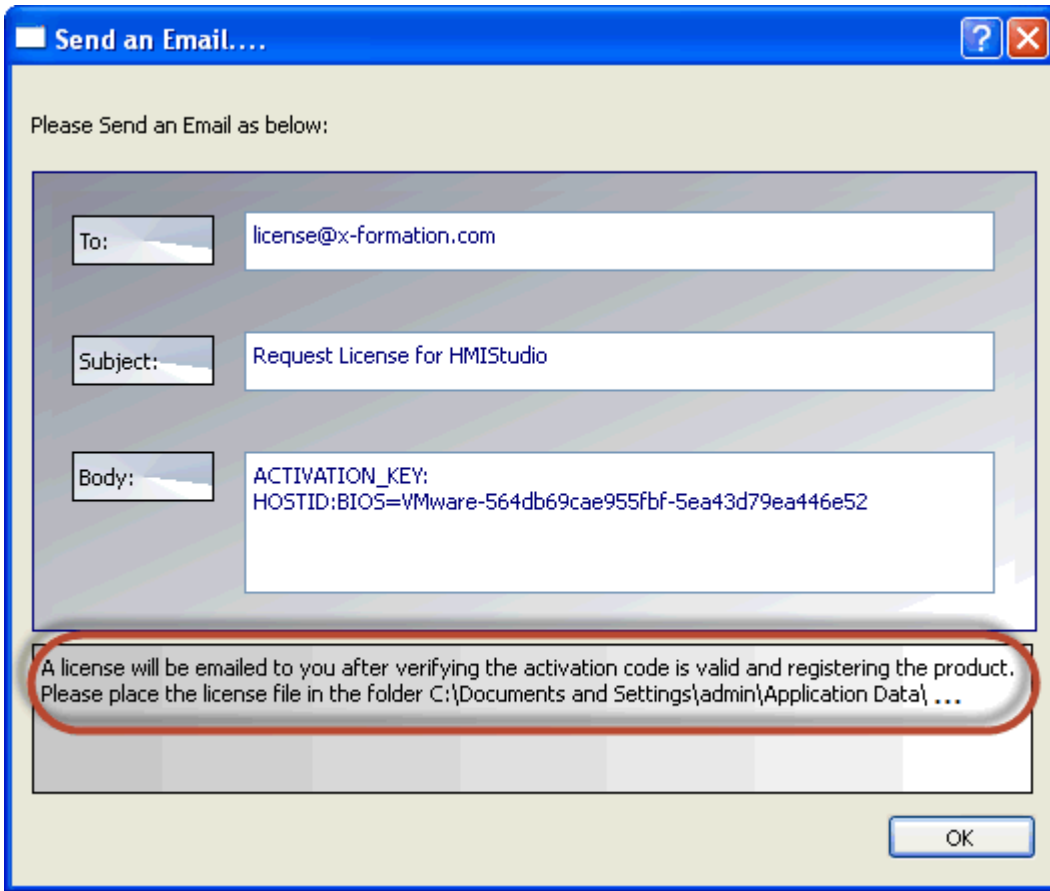 Send an Email....
Please Send an Email as below:
To:
license@x-formation.com
Subject:
Request License for HMIStudio
Body:
ACTIVATION_KEY:
HOSTID:BIOS=VMware-564db69cae955fbf-5ea43d79ea446e52
A license will be emailed to you after verifying the activation code is valid and registering the product.
Please place the license file in the folder C:\Documents and Settings\admin\Application Data\ ...
OK